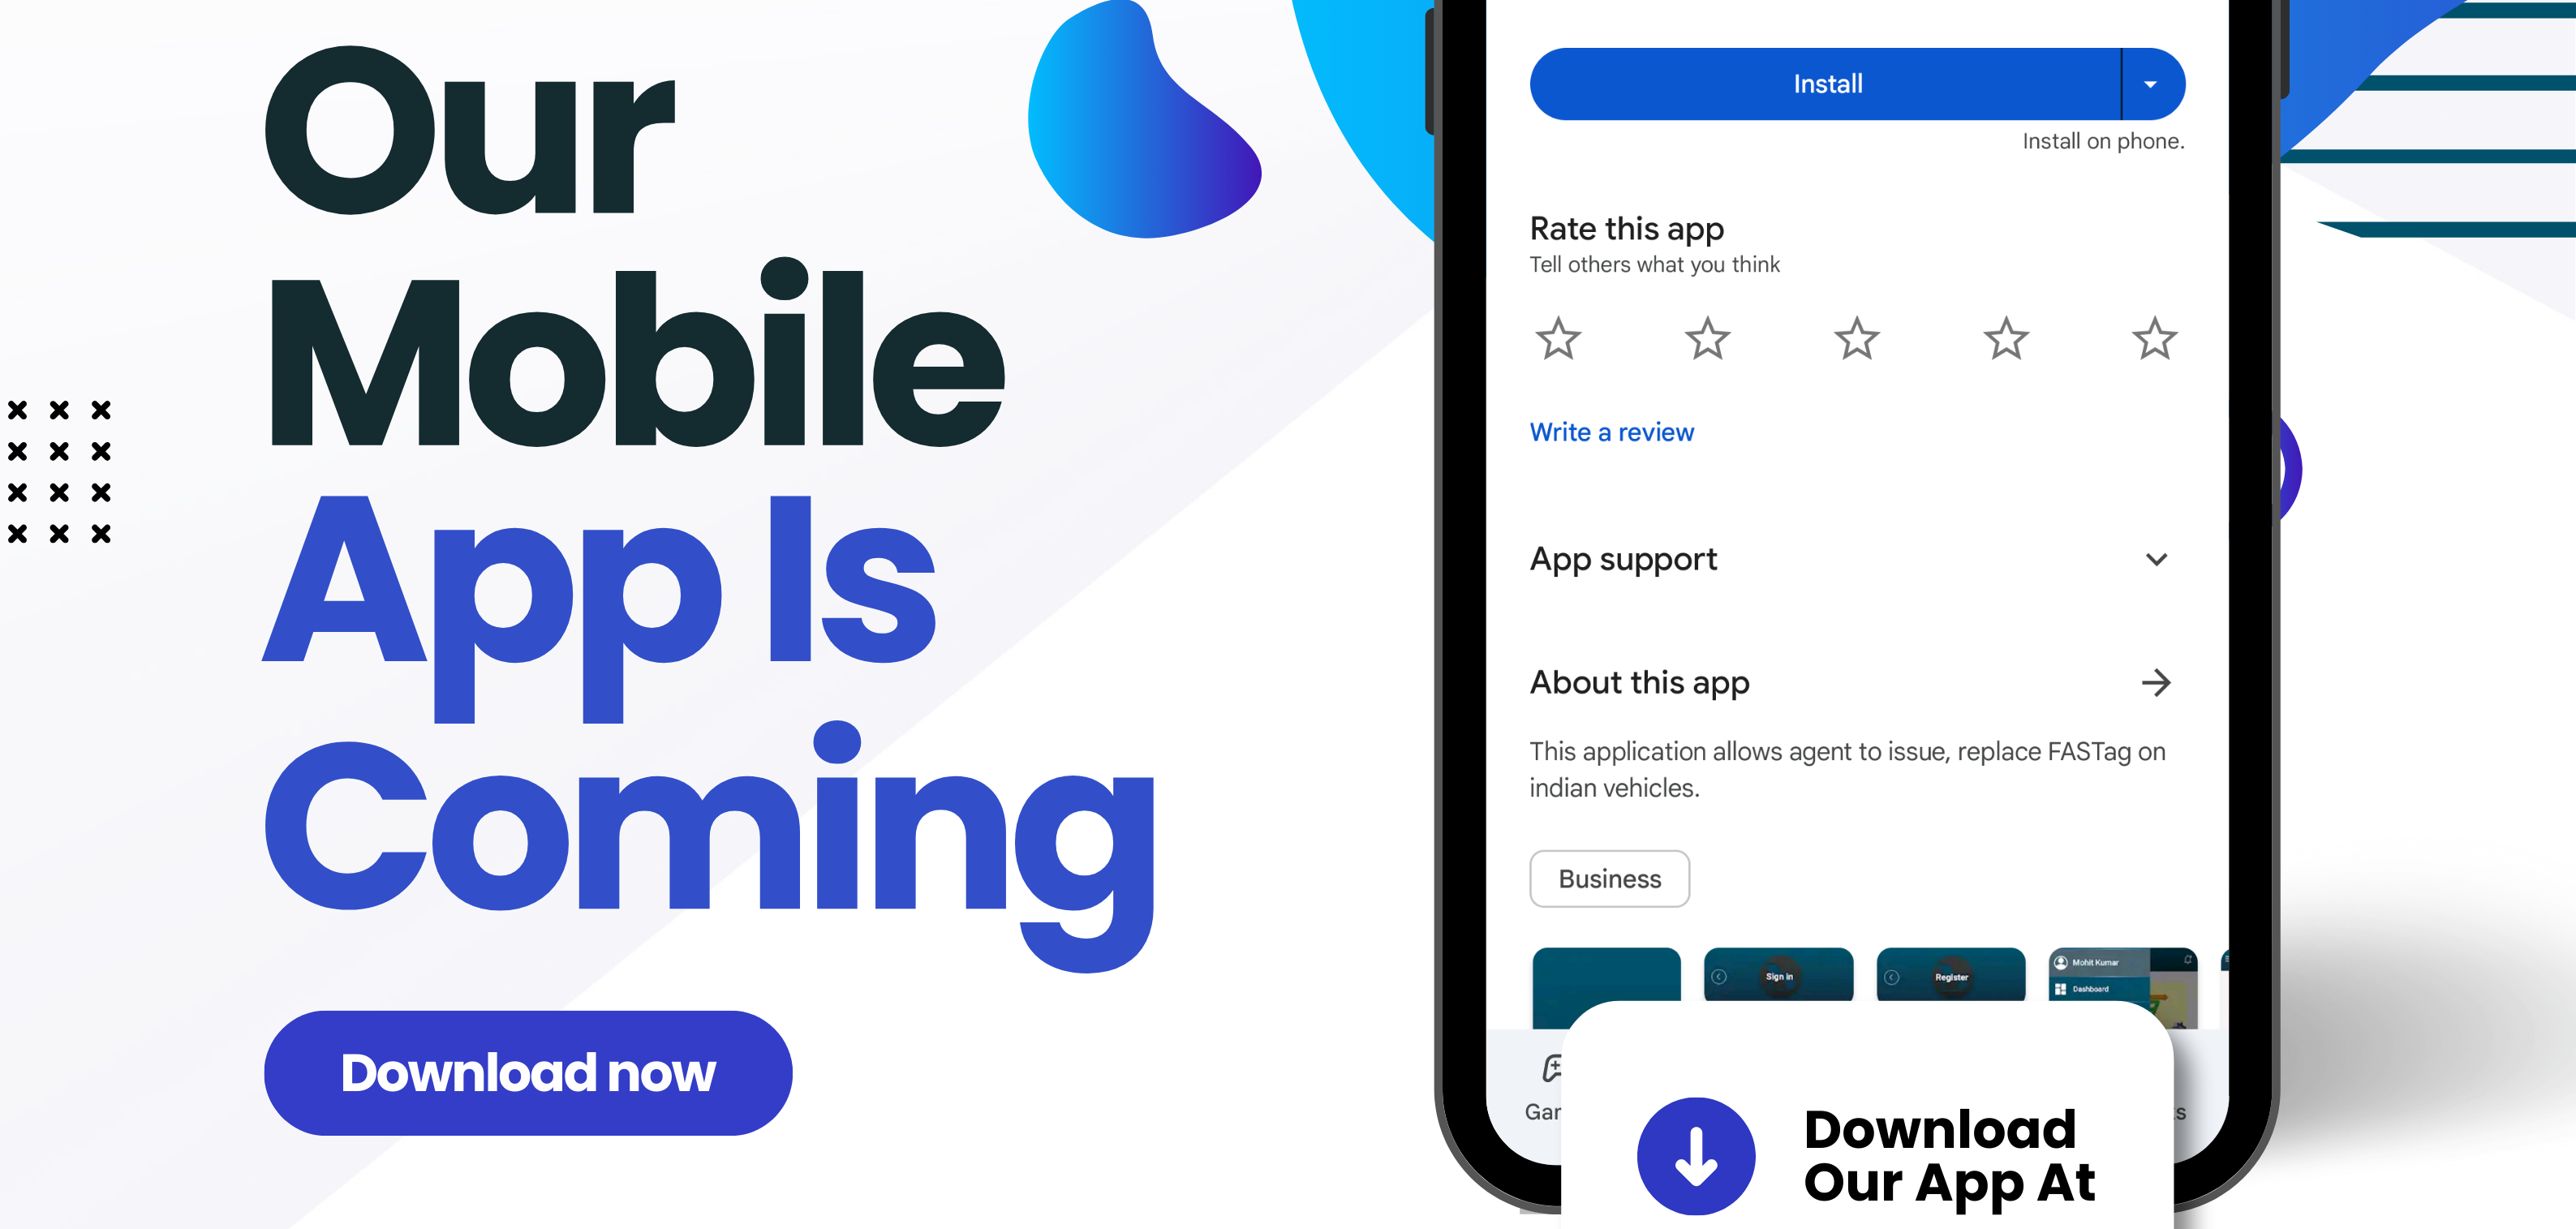 Our
Mobile
App Is
Coming
Download now
Install
Install on phone.
Rate this app
Tell others what you think
Write a review
App support
About this app
This application allows agent to issue, replace FASTag on
indian vehicles.
Business
Sign in
Register
Mohit Kumar
Dashboard
Download
Our App At